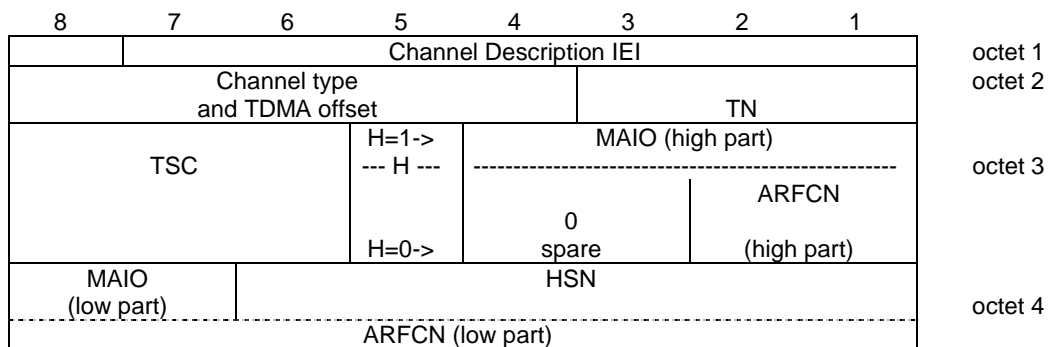 8 7 6 5 4 3 2 1
Channel Description IEI octet 1
Channel type octet 2
and TDMA offset TN
H=1-> MAIO (high part)
TSC --- H --- ------------------------------------------------------- octet 3
ARFCN
0
H=0-> spare (high part)
MAIO HSN
(low part) octet 4
ARFCN (low part)